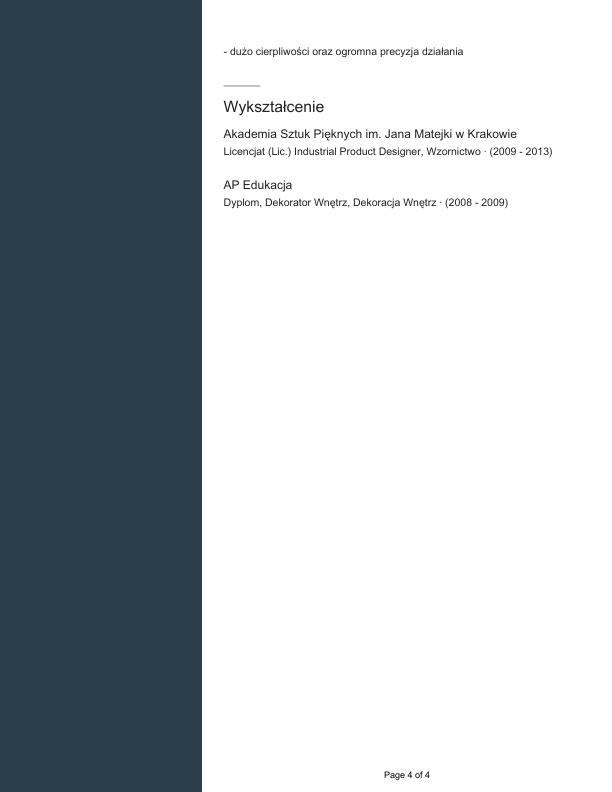 - dużo cierpliwości oraz ogromna precyzja działania
Wykształcenie
Akademia Sztuk Pięknych im. Jana Matejki w Krakowie
Licencjat (Lic.) Industrial Product Designer, Wzornictwo · (2009 - 2013)
AP Edukacja
Dyplom, Dekorator Wnętrz, Dekoracja Wnętrz · (2008 - 2009)
Page 4 of 4